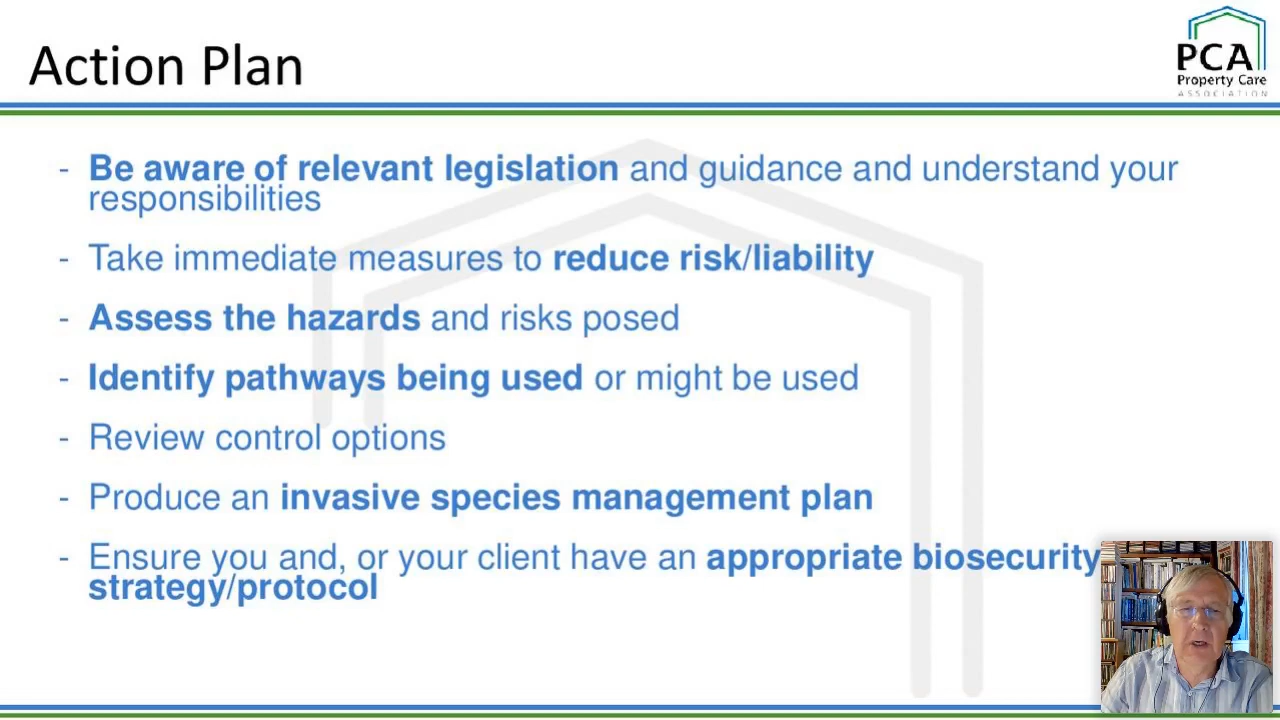 Action Plan
PCA
Property Care
ASSOCIATION
- Be aware of relevant legislation and guidance and understand your
responsibilities
- Take immediate measures to reduce risk/liability
- Assess the hazards and risks posed
- Identify pathways being used or might be used
- Review control options
- Produce an invasive species management plan
- Ensure you and, or your client have an appropriate biosecurity
strategy/protocol